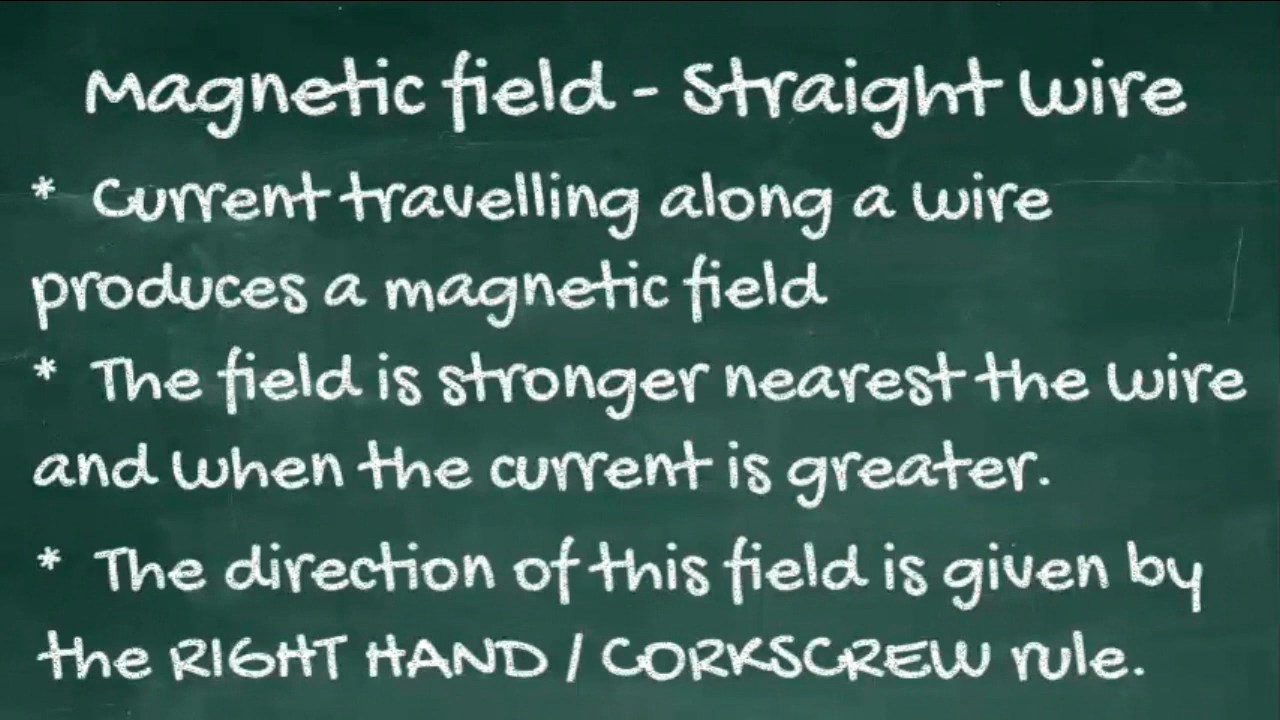 Magnetic field - Straight wire
* Current travelling along a wire
produces a magnetic field
* The field is stronger nearest the wire
and when the current is greater.
* The direction of this field is given by
the RIGHT HAND / CORKSCREW rule.